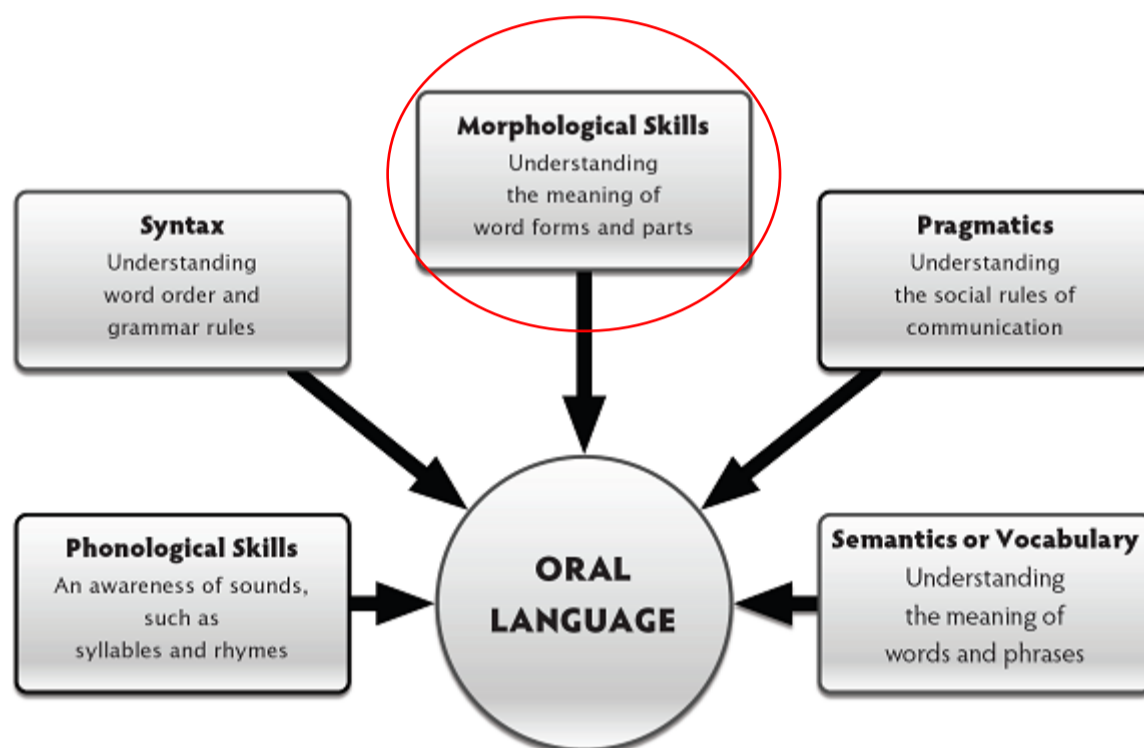 Morphological Skills
Understanding
the meaning of
word forms and parts
Syntax
Understanding
word order and
grammar rules
Pragmatics
Understanding
the social rules of
communication
Phonological Skills
An awareness of sounds,
such as
syllables and rhymes
ORAL
LANGUAGE
Semantics or Vocabulary
Understanding
the meaning of
words and phrases